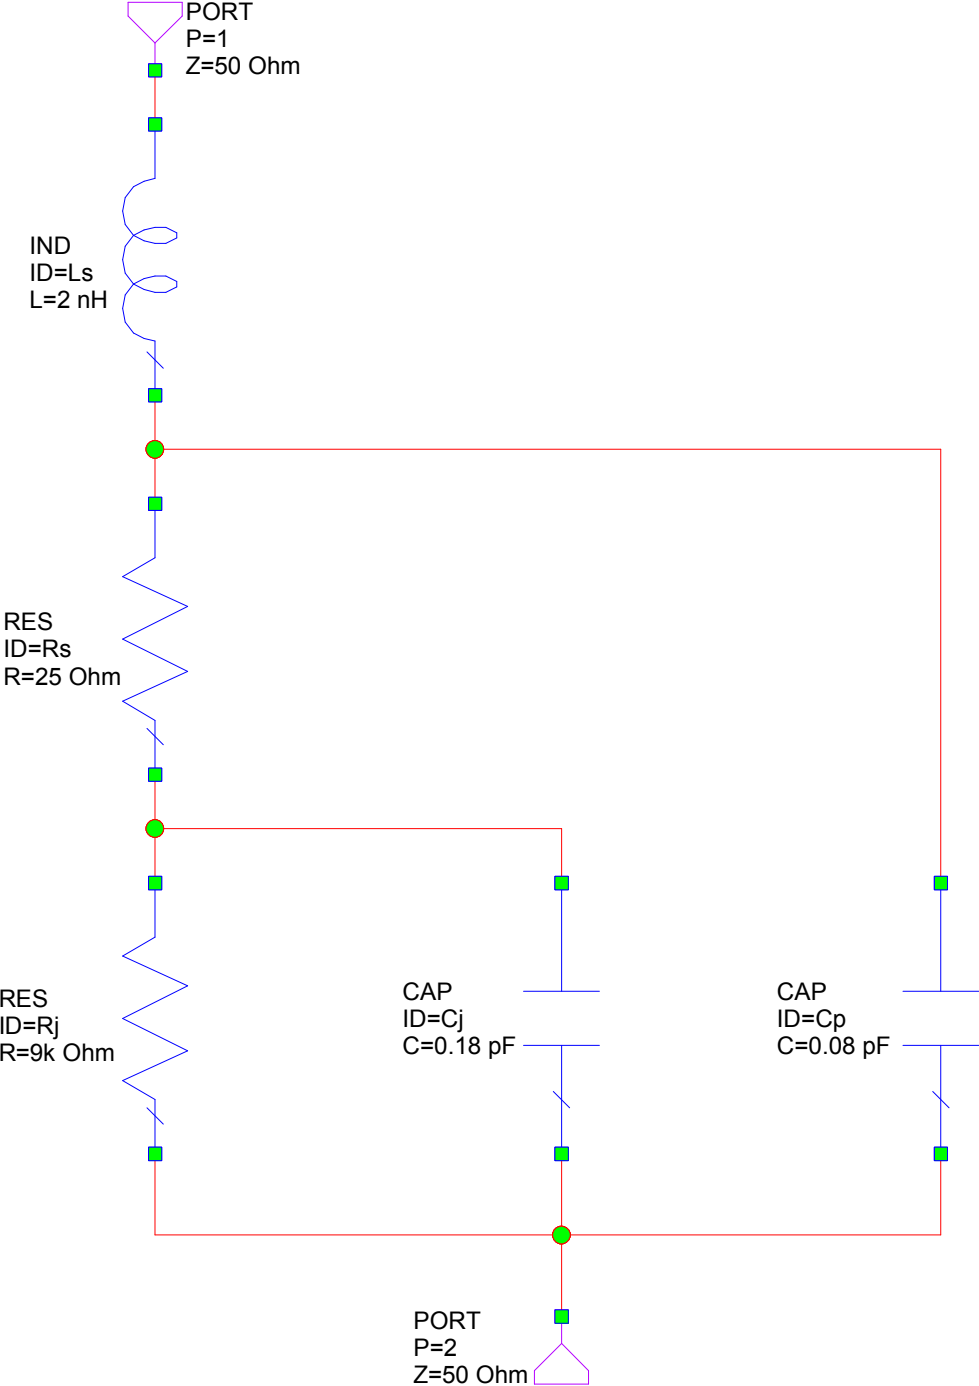 PORT
P=1
Z=50 Ohm
IND
ID=Ls
L=2 nH
RES
ID=Rs
R=25 Ohm
RES
ID=Rj
R=9k Ohm
CAP
ID=Cj
C=0.18 pF
CAP
ID=Cp
C=0.08 pF
PORT
P=2
Z=50 Ohm